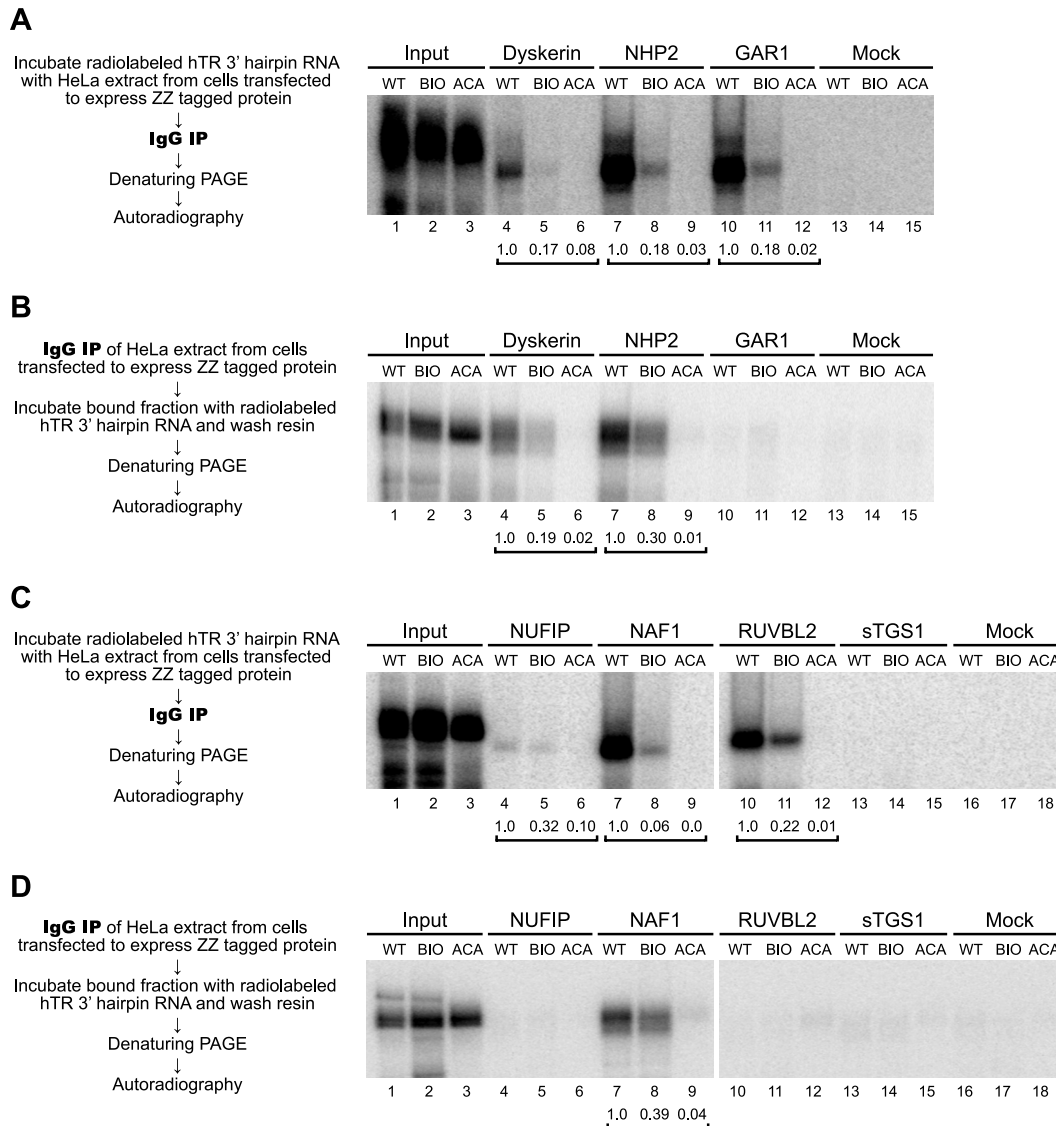 A
Incubate radiolabeled hTR 3' hairpin RNA
with HeLa extract from cells transfected
to express ZZ tagged protein
↓
IgG IP
↓
Denaturing PAGE
↓
Autoradiography
Input Dyskerin NHP2 GAR1 Mock
WT BIO ACA WT BIO ACA WT BIO ACA WT BIO ACA WT BIO ACA
1 2 3 4 5 6 7 8 9 10 11 12 13 14 15
1.0 0.17 0.08 1.0 0.18 0.03 1.0 0.18 0.02
B
IgG IP of HeLa extract from cells
transfected to express ZZ tagged protein
↓
Incubate bound fraction with radiolabeled
hTR 3' hairpin RNA and wash resin
↓
Denaturing PAGE
↓
Autoradiography
Input Dyskerin NHP2 GAR1 Mock
WT BIO ACA WT BIO ACA WT BIO ACA WT BIO ACA WT BIO ACA
1 2 3 4 5 6 7 8 9 10 11 12 13 14 15
1.0 0.19 0.02 1.0 0.30 0.01
C
Incubate radiolabeled hTR 3' hairpin RNA
with HeLa extract from cells transfected
to express ZZ tagged protein
↓
IgG IP
↓
Denaturing PAGE
↓
Autoradiography
Input NUFIP NAF1 RUVBL2 sTGS1 Mock
WT BIO ACA WT BIO ACA WT BIO ACA WT BIO ACA WT BIO ACA WT BIO ACA
1 2 3 4 5 6 7 8 9 10 11 12 13 14 15 16 17 18
1.0 0.32 0.10 1.0 0.06 0.0 1.0 0.22 0.01
D
IgG IP of HeLa extract from cells
transfected to express ZZ tagged protein
↓
Incubate bound fraction with radiolabeled
hTR 3' hairpin RNA and wash resin
↓
Denaturing PAGE
↓
Autoradiography
Input NUFIP NAF1 RUVBL2 sTGS1 Mock
WT BIO ACA WT BIO ACA WT BIO ACA WT BIO ACA WT BIO ACA WT BIO ACA
1 2 3 4 5 6 7 8 9 10 11 12 13 14 15 16 17 18
1.0 0.39 0.04